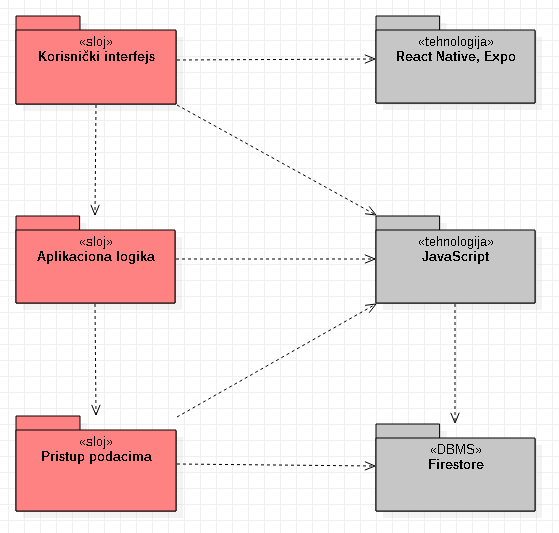 «sloj»
Korisnički interfejs
«tehnologija»
React Native, Expo
«sloj»
Aplikaciona logika
«tehnologija»
JavaScript
«sloj»
Pristup podacima
«DBMS»
Firestore